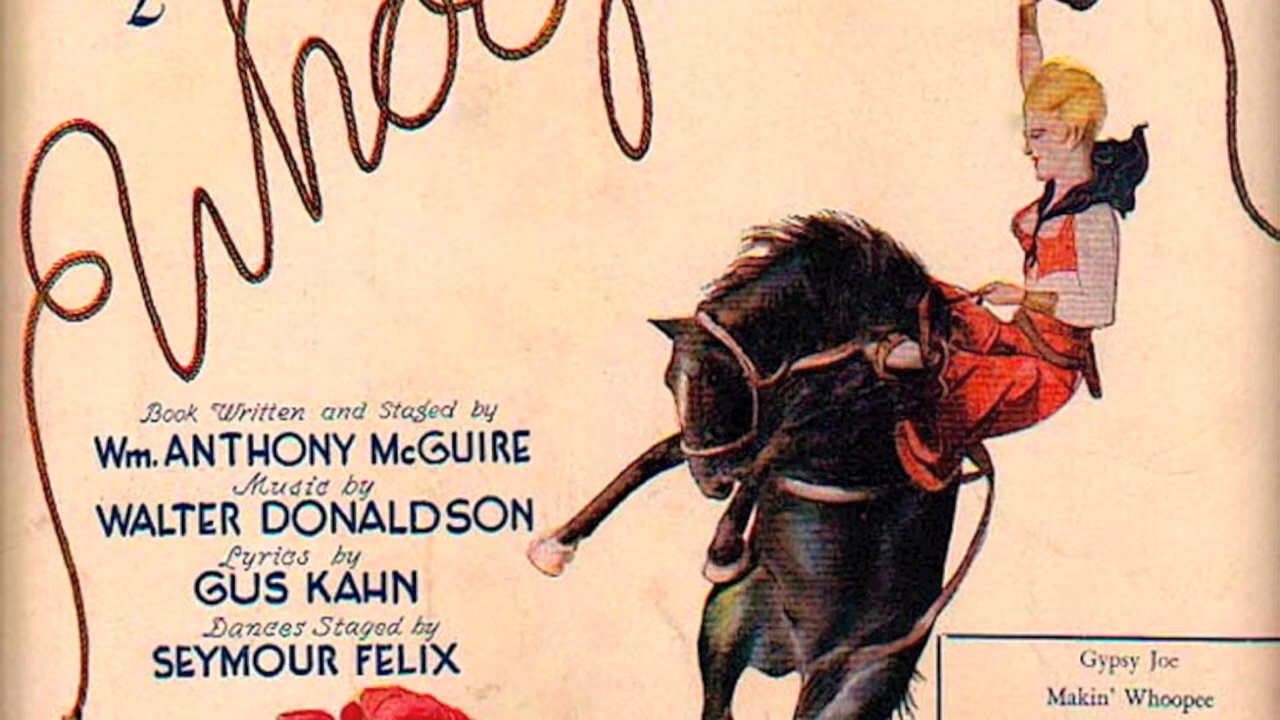 Whoo
Book Written and Staged by
Wm. ANTHONY McGUIRE
Music by
WALTER DONALDSON
Lyrics by
GUS KAHN
Dances Staged by
SEYMOUR FELIX
Gypsy Joe
Makin' Whoopee